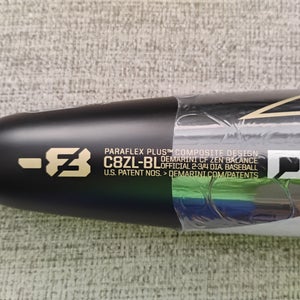 -8
PARAFLEX PLUS™ COMPOSITE DESIGN
C8ZL-BL DEMARINI CF ZEN BALANCE
OFFICIAL 2-3/4 DIA. BASEBALL
U.S. PATENT NOS. > DEMARINI.COM/PATENTS